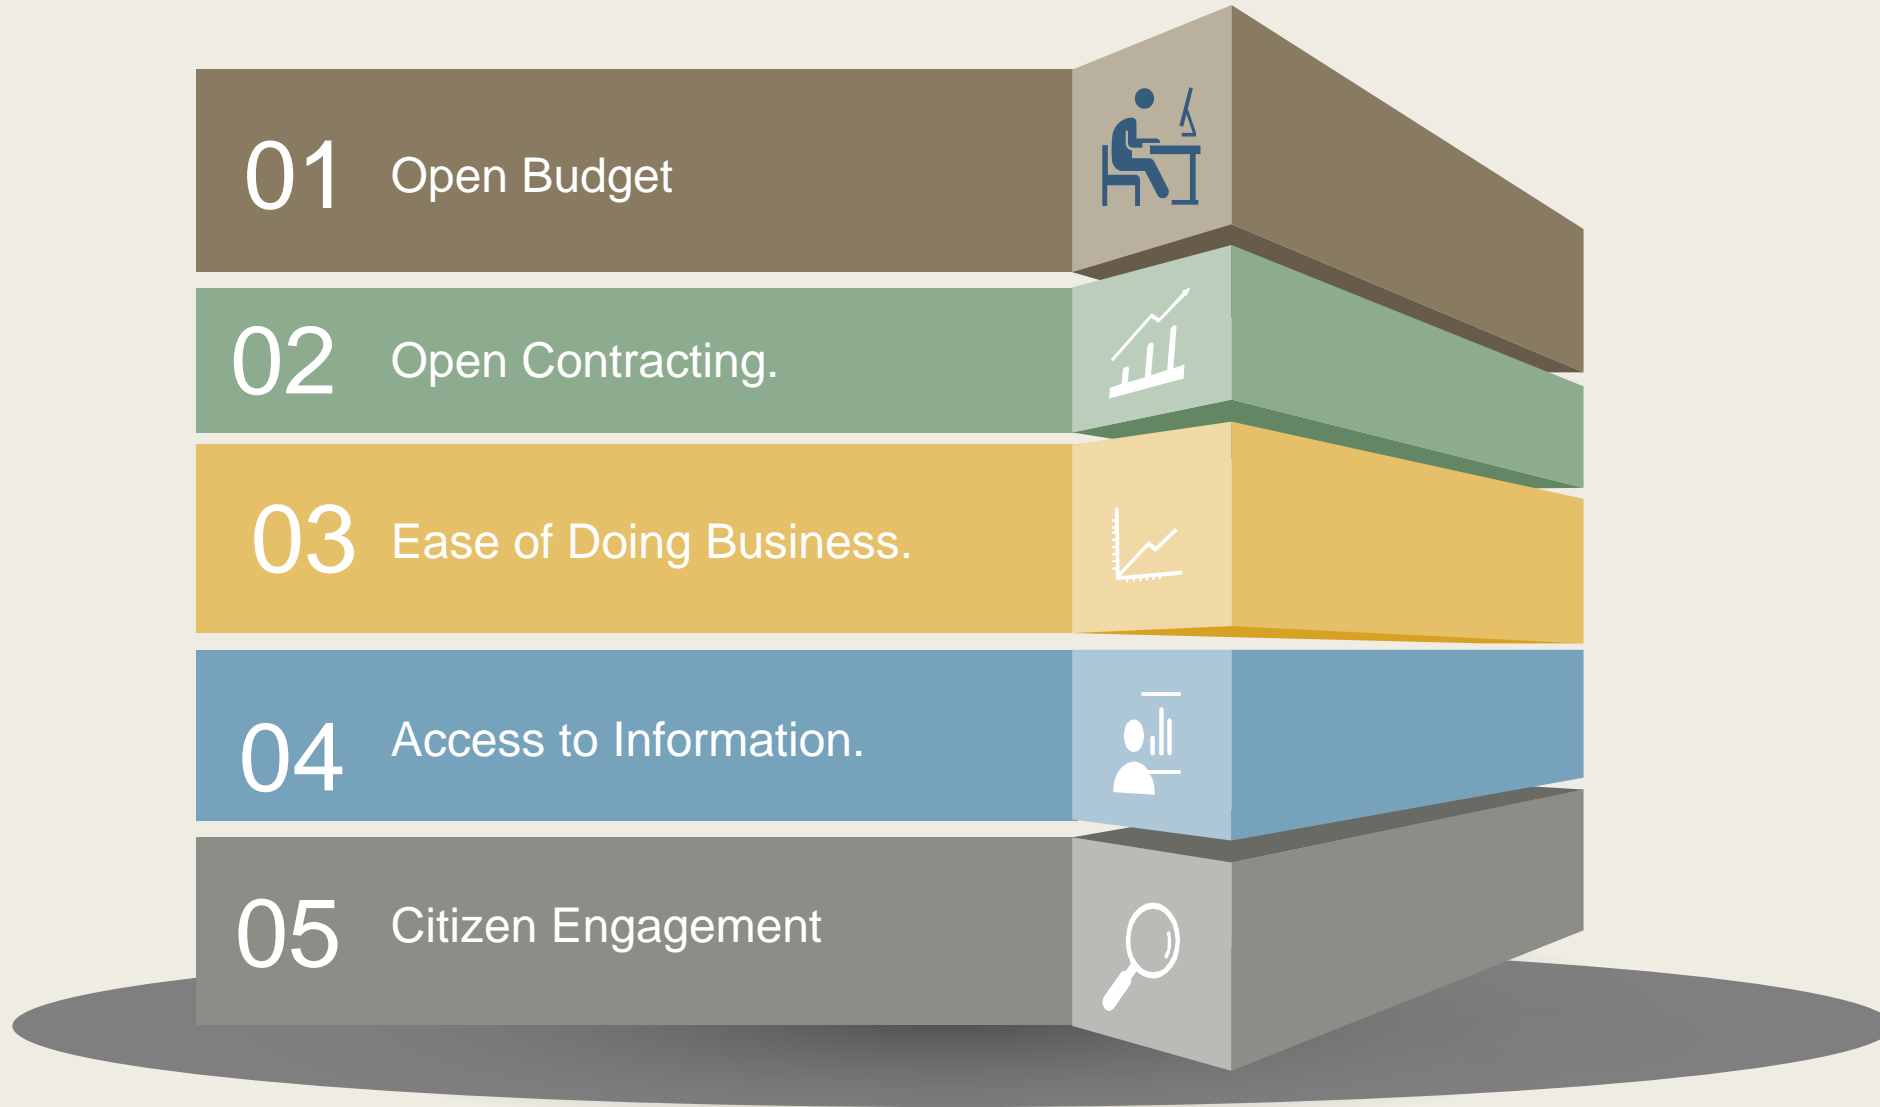 01 Open Budget
02 Open Contracting.
03 Ease of Doing Business.
04 Access to Information.
05 Citizen Engagement